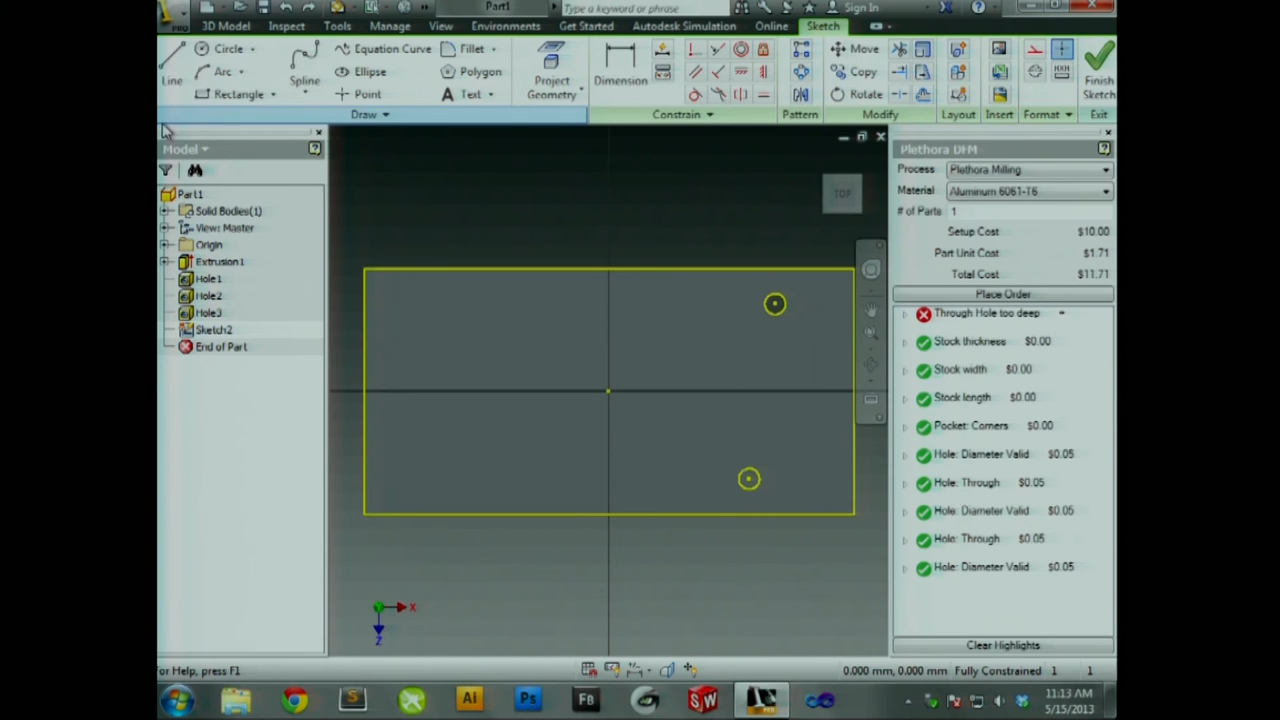 Part1
Type a keyword or phrase
Sign In
PRO
3D Model Inspect Tools Manage View Environments Get Started Autodesk Simulation Online Sketch
Line
Circle
Arc
Rectangle
Spline
Equation Curve
Ellipse
Point
Fillet
Polygon
Text
Project
Geometry
Dimension
Move
Copy
Rotate
Finish
Sketch
Draw
Constrain
Pattern
Modify
Layout
Insert
Format
Exit
Model
Part1
Solid Bodies(1)
View: Master
Origin
Extrusion1
Hole1
Hole2
Hole3
Sketch2
End of Part
TOP
X
Z
Plethora DFM
Process Plethora Milling
Material Aluminum 6061-T6
# of Parts 1
Setup Cost $10.00
Part Unit Cost $1.71
Total Cost $11.71
Place Order
Through Hole too deep -
Stock thickness $0.00
Stock width $0.00
Stock length $0.00
Pocket: Corners $0.00
Hole: Diameter Valid $0.05
Hole: Through $0.05
Hole: Diameter Valid $0.05
Hole: Through $0.05
Hole: Diameter Valid $0.05
Clear Highlights
For Help, press F1
0.000 mm, 0.000 mm Fully Constrained 1 1
S
Ai
Ps
FB
SW
PRO
11:13 AM
5/15/2013